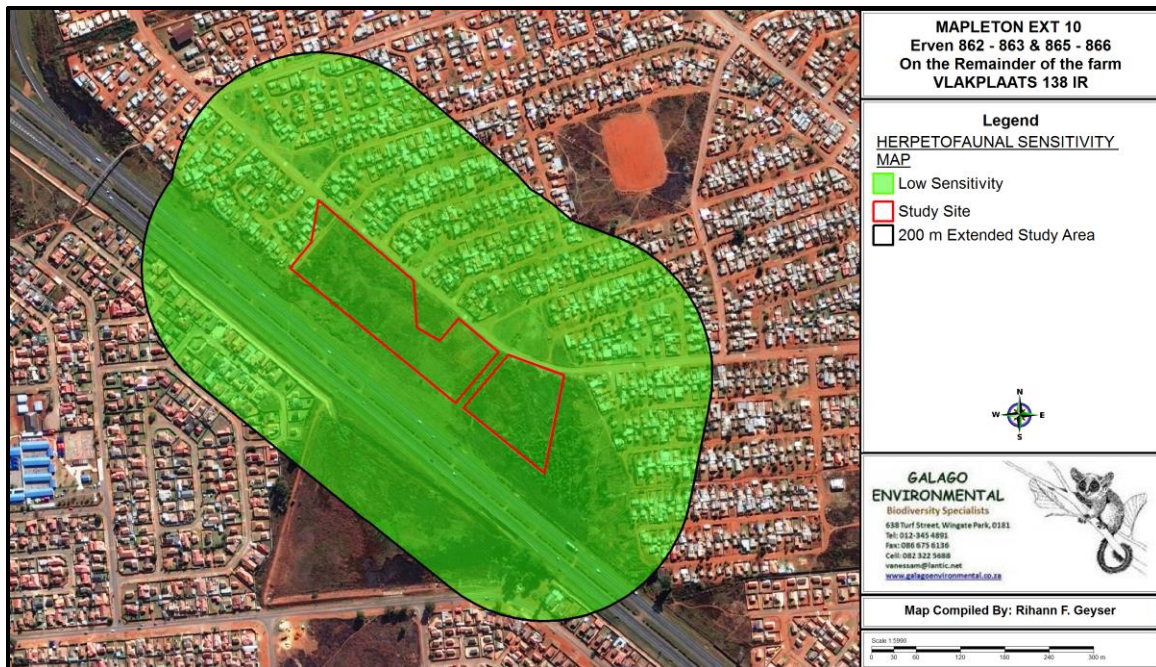 MAPLETON EXT 10
Erven 862 - 863 & 865 - 866
On the Remainder of the farm
VLAKPLAATS 138 IR
Legend
HERPETOFAUNAL SENSITIVITY
MAP
Low Sensitivity
Study Site
200 m Extended Study Area
N
W E
S
GALAGO
ENVIRONMENTAL
Biodiversity Specialists
638 Turf Street, Wingate Park, 0181
Tel: 012-345 4891
Fax: 086 675 6136
Cell: 082 322 5688
vanessam@lantic.net
www.galagoenvironmental.co.za
Map Compiled By: Rihann F. Geyser
Scale 1:5990
0 30 60 120 180 240 300 m